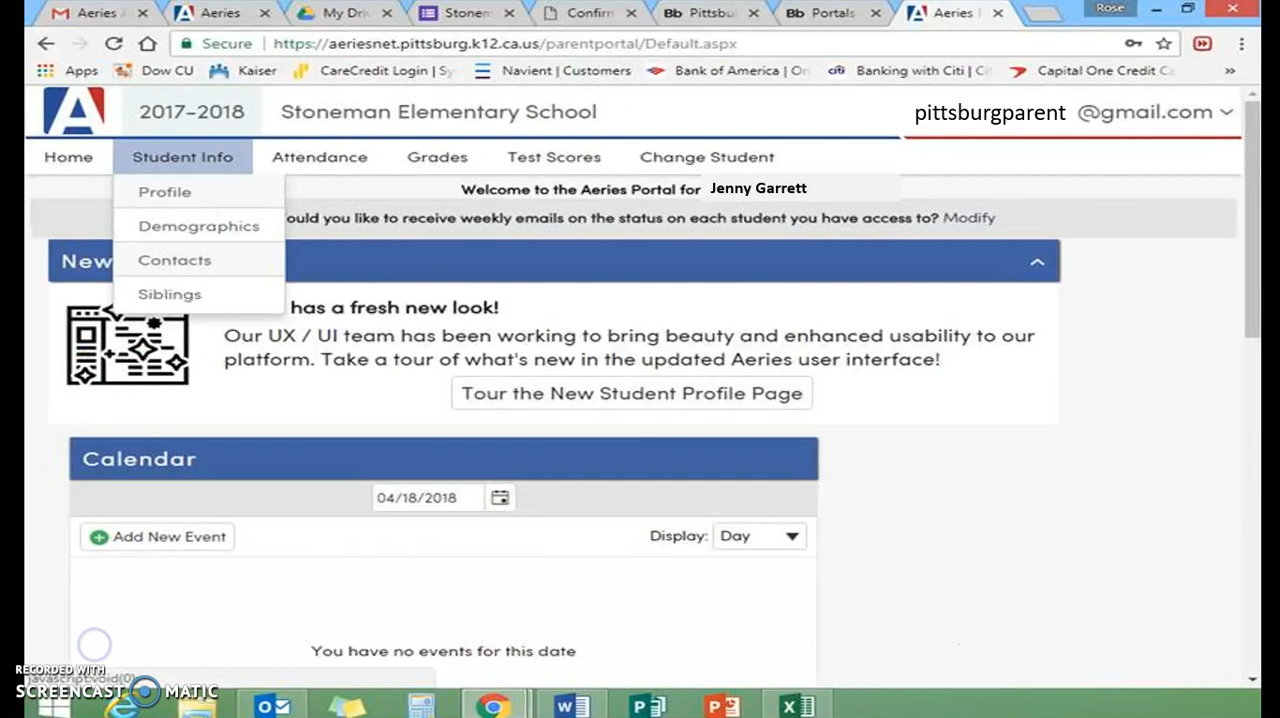 Aeries
Aeries
My Dri
Stonem
Confirm
Bb Pittsbu
Bb Portals
Aeries
Rose
Secure | https://aeriesnet.pittsburg.k12.ca.us/parentportal/Default.aspx
Apps Dow CU Kaiser CareCredit Login | Sy Navient | Customers Bank of America | On citi Banking with Citi | Ci Capital One Credit Ca »
2017-2018 Stoneman Elementary School pittsburgparent @gmail.com
Home Student Info Attendance Grades Test Scores Change Student
Profile
Demographics
Contacts
Siblings
Welcome to the Aeries Portal for Jenny Garrett
ould you like to receive weekly emails on the status on each student you have access to? Modify
New
has a fresh new look!
Our UX / UI team has been working to bring beauty and enhanced usability to our
platform. Take a tour of what's new in the updated Aeries user interface!
Tour the New Student Profile Page
Calendar
04/18/2018
Add New Event Display: Day
You have no events for this date
RECORDED WITH
javascript:void(0)
SCREENCAST MATIC